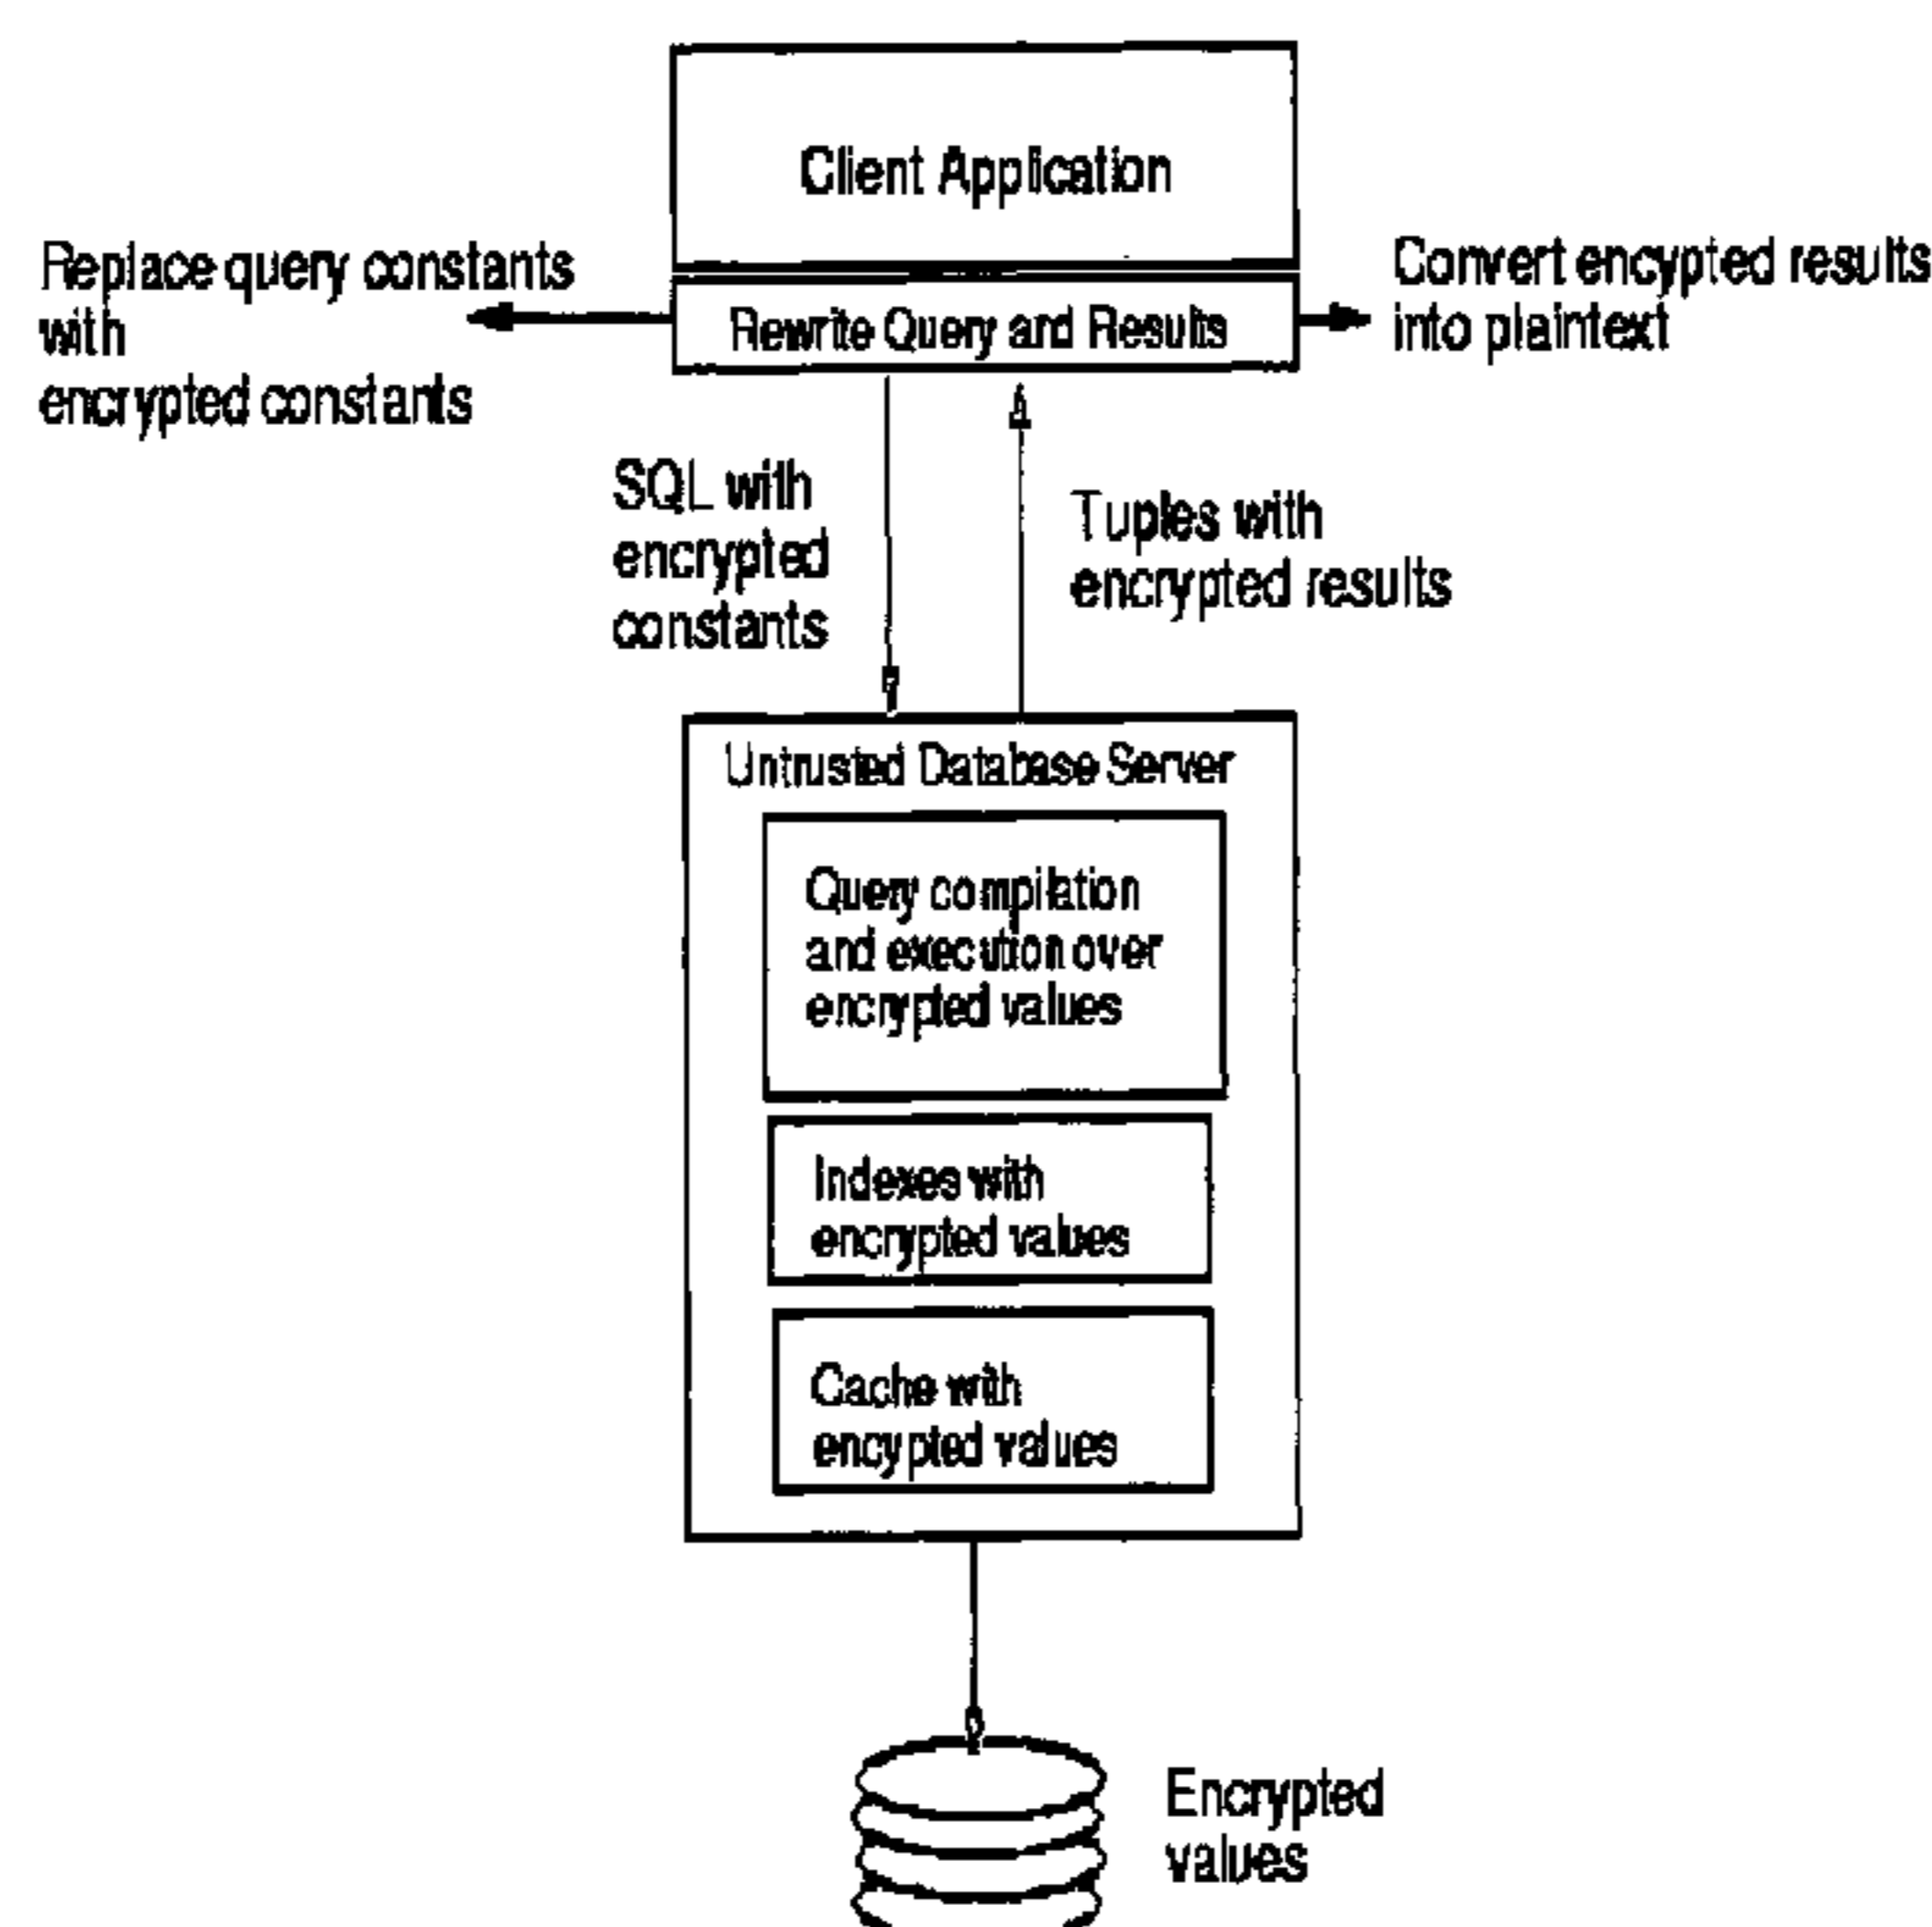 Client Application
Replace query constants
with
encrypted constants
Rewrite Query and Results
Convert encypted results
into plaintext
SQL with
encrypted
constants
Tuples with
encrypted results
Untrusted Database Server
Query compilation
and execution over
encrypted values
Indexes with
encrypted values
Cache with
encypted values
Encrypted
values